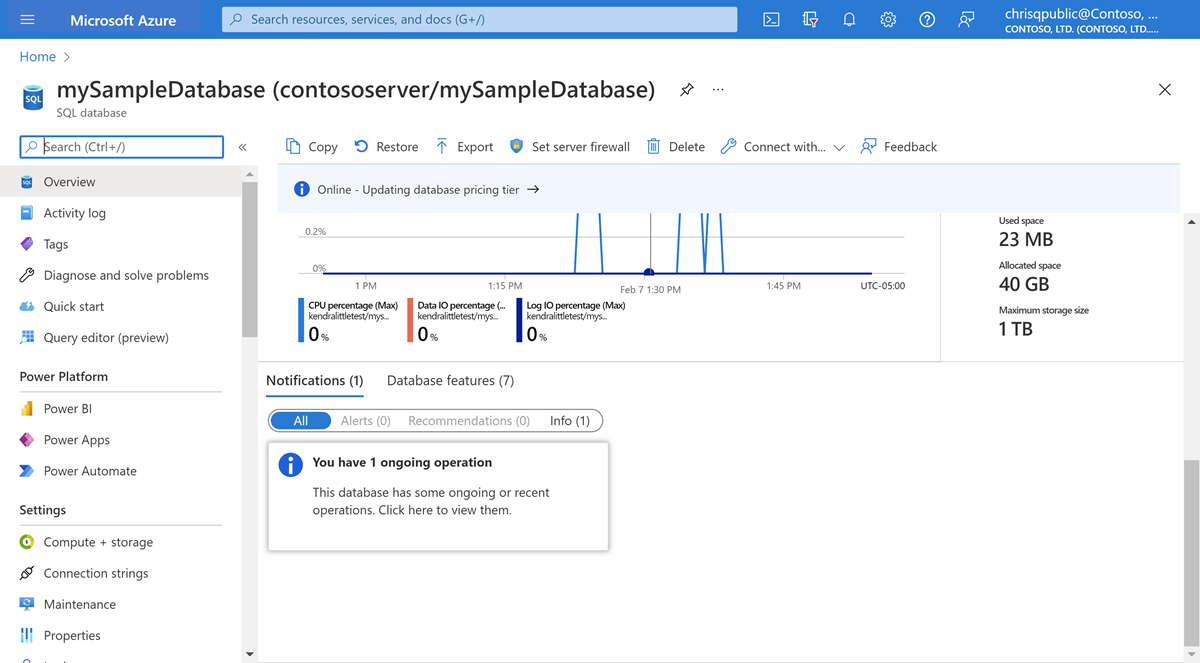 Microsoft Azure
Search resources, services, and docs (G+/)
chrisqpublic@Contoso, ...
CONTOSO, LTD. (CONTOSO, LTD....
Home
mySampleDatabase (contososerver/mySampleDatabase)
...
SQL
SQL database
Search (Ctrl+/)
«
Copy
Restore
Export
Set server firewall
Delete
Connect with...
Feedback
Overview
Activity log
Tags
Diagnose and solve problems
Quick start
Query editor (preview)
Power Platform
Power BI
Power Apps
Power Automate
Settings
Compute + storage
Connection strings
Maintenance
Properties
Online - Updating database pricing tier →
0.2%
0%
1 PM
1:15 PM
Feb 7 1:30 PM
1:45 PM
UTC-05:00
CPU percentage (Max)
kendralittletest/mys...
0 %
Data IO percentage (...
kendralittletest/mys...
0 %
Log IO percentage (Max)
kendralittletest/mys...
0 %
Used space
23 MB
Allocated space
40 GB
Maximum storage size
1 TB
Notifications (1)
Database features (7)
All
Alerts (0)
Recommendations (0)
Info (1)
You have 1 ongoing operation
This database has some ongoing or recent
operations. Click here to view them.